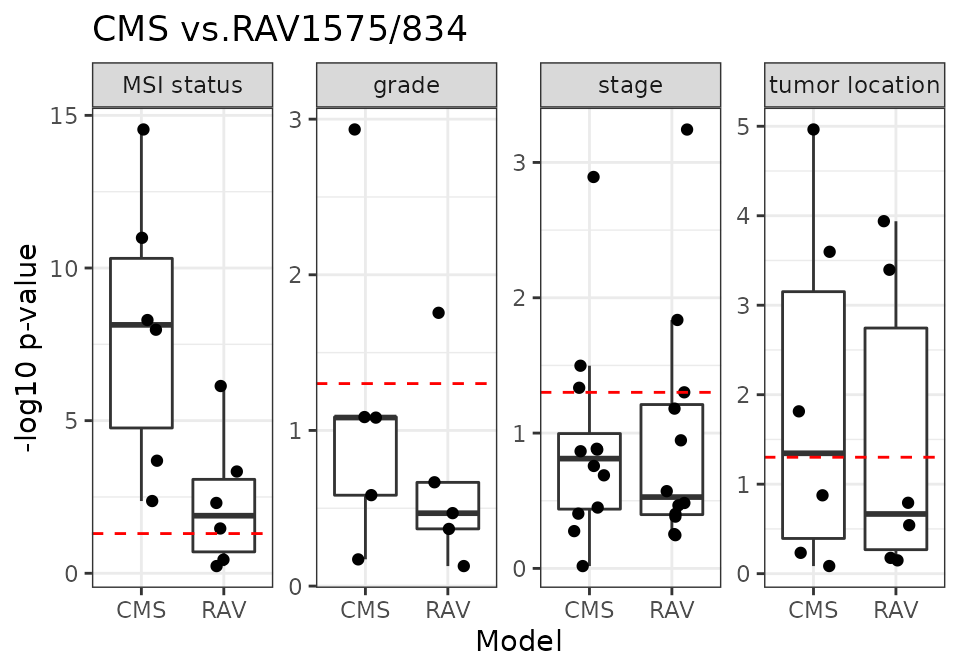 CMS vs.RAV1575/834
MSI status
grade
stage
tumor location
-log10 p-value
15
10
5
0
3
2
1
0
3
2
1
0
5
4
3
2
1
0
CMS RAV
CMS RAV
CMS RAV
CMS RAV
Model